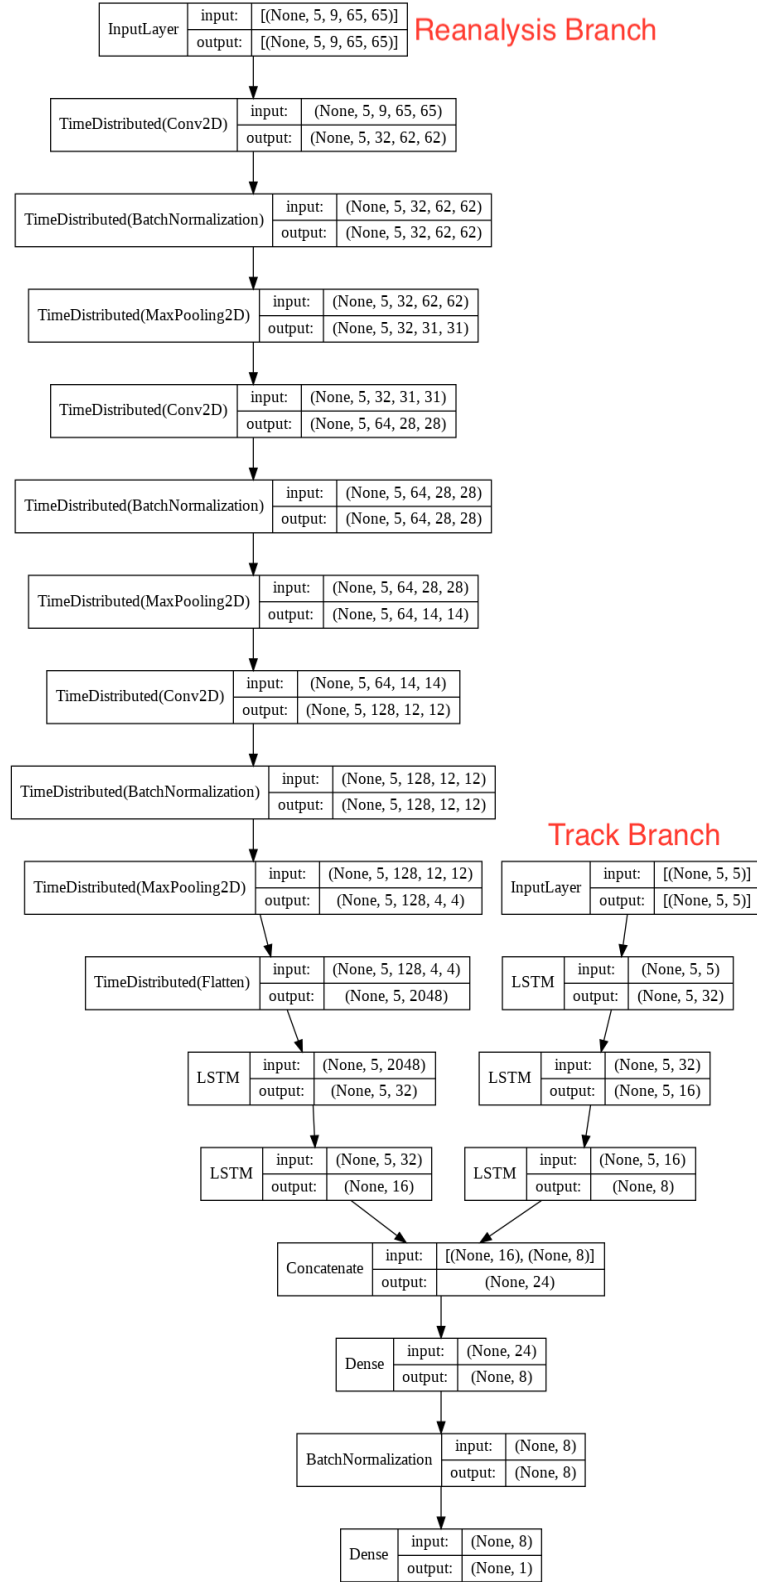 InputLayer input: [(None, 5, 9, 65, 65)]
output: [(None, 5, 9, 65, 65)]
Reanalysis Branch
TimeDistributed(Conv2D) input: (None, 5, 9, 65, 65)
output: (None, 5, 32, 62, 62)
TimeDistributed(BatchNormalization) input: (None, 5, 32, 62, 62)
output: (None, 5, 32, 62, 62)
TimeDistributed(MaxPooling2D) input: (None, 5, 32, 62, 62)
output: (None, 5, 32, 31, 31)
TimeDistributed(Conv2D) input: (None, 5, 32, 31, 31)
output: (None, 5, 64, 28, 28)
TimeDistributed(BatchNormalization) input: (None, 5, 64, 28, 28)
output: (None, 5, 64, 28, 28)
TimeDistributed(MaxPooling2D) input: (None, 5, 64, 28, 28)
output: (None, 5, 64, 14, 14)
TimeDistributed(Conv2D) input: (None, 5, 64, 14, 14)
output: (None, 5, 128, 12, 12)
TimeDistributed(BatchNormalization) input: (None, 5, 128, 12, 12)
output: (None, 5, 128, 12, 12)
Track Branch
TimeDistributed(MaxPooling2D) input: (None, 5, 128, 12, 12)
output: (None, 5, 128, 4, 4)
InputLayer input: [(None, 5, 5)]
output: [(None, 5, 5)]
TimeDistributed(Flatten) input: (None, 5, 128, 4, 4)
output: (None, 5, 2048)
LSTM input: (None, 5, 5)
output: (None, 5, 32)
LSTM input: (None, 5, 2048)
output: (None, 5, 32)
LSTM input: (None, 5, 32)
output: (None, 5, 16)
LSTM input: (None, 5, 32)
output: (None, 16)
LSTM input: (None, 5, 16)
output: (None, 8)
Concatenate input: [(None, 16), (None, 8)]
output: (None, 24)
Dense input: (None, 24)
output: (None, 8)
BatchNormalization input: (None, 8)
output: (None, 8)
Dense input: (None, 8)
output: (None, 1)